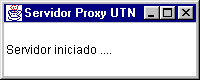 Servidor Proxy UTN
Servidor iniciado ....